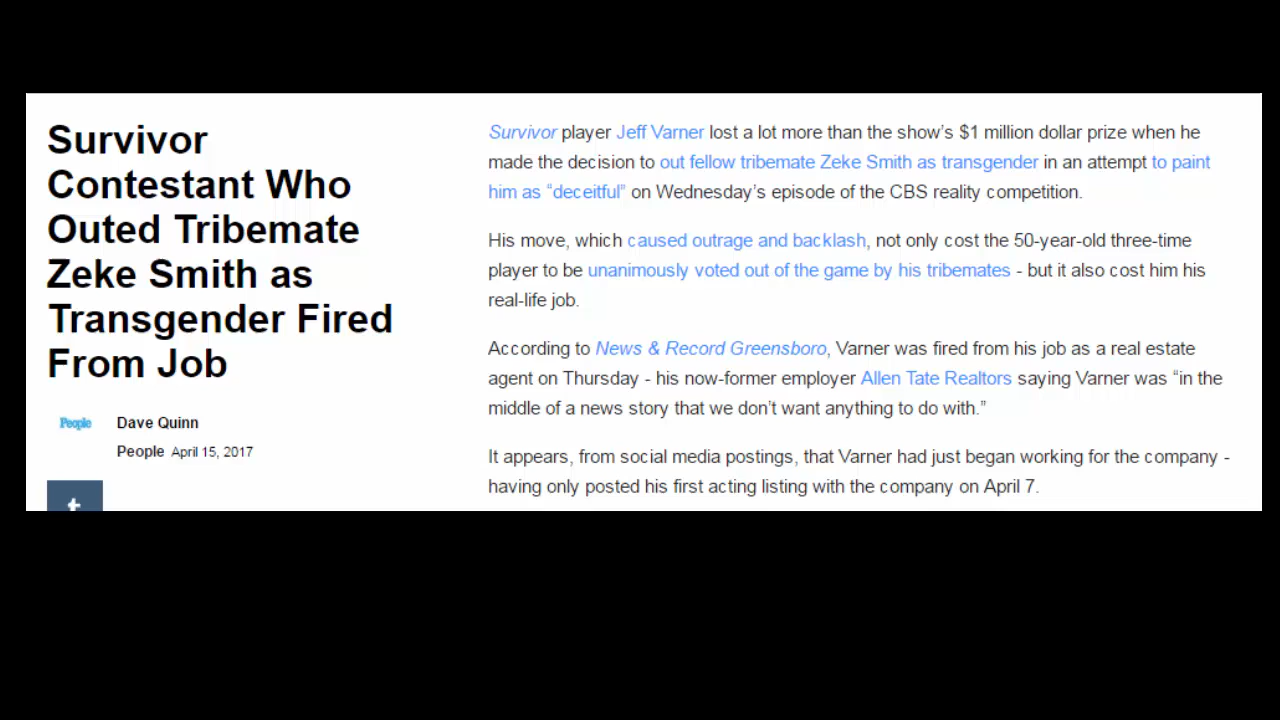 Survivor
Contestant Who
Outed Tribemate
Zeke Smith as
Transgender Fired
From Job
People
Dave Quinn
People April 15, 2017
t
Survivor player Jeff Varner lost a lot more than the show's $1 million dollar prize when he
made the decision to out fellow tribemate Zeke Smith as transgender in an attempt to paint
him as “deceitful” on Wednesday's episode of the CBS reality competition.
His move, which caused outrage and backlash, not only cost the 50-year-old three-time
player to be unanimously voted out of the game by his tribemates - but it also cost him his
real-life job.
According to News & Record Greensboro, Varner was fired from his job as a real estate
agent on Thursday - his now-former employer Allen Tate Realtors saying Varner was “in the
middle of a news story that we don't want anything to do with.”
It appears, from social media postings, that Varner had just began working for the company -
having only posted his first acting listing with the company on April 7.